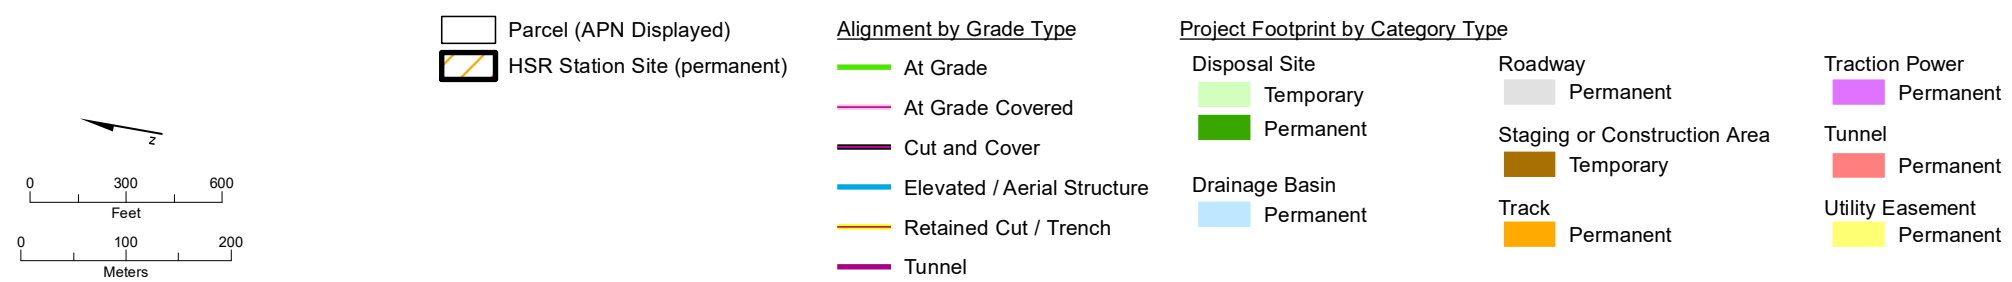 Parcel (APN Displayed)
HSR Station Site (permanent)
z
0 300 600
Feet
0 100 200
Meters
Alignment by Grade Type
At Grade
At Grade Covered
Cut and Cover
Elevated / Aerial Structure
Retained Cut / Trench
Tunnel
Project Footprint by Category Type
Disposal Site
Temporary
Permanent
Drainage Basin
Permanent
Roadway
Permanent
Staging or Construction Area
Temporary
Track
Permanent
Traction Power
Permanent
Tunnel
Permanent
Utility Easement
Permanent